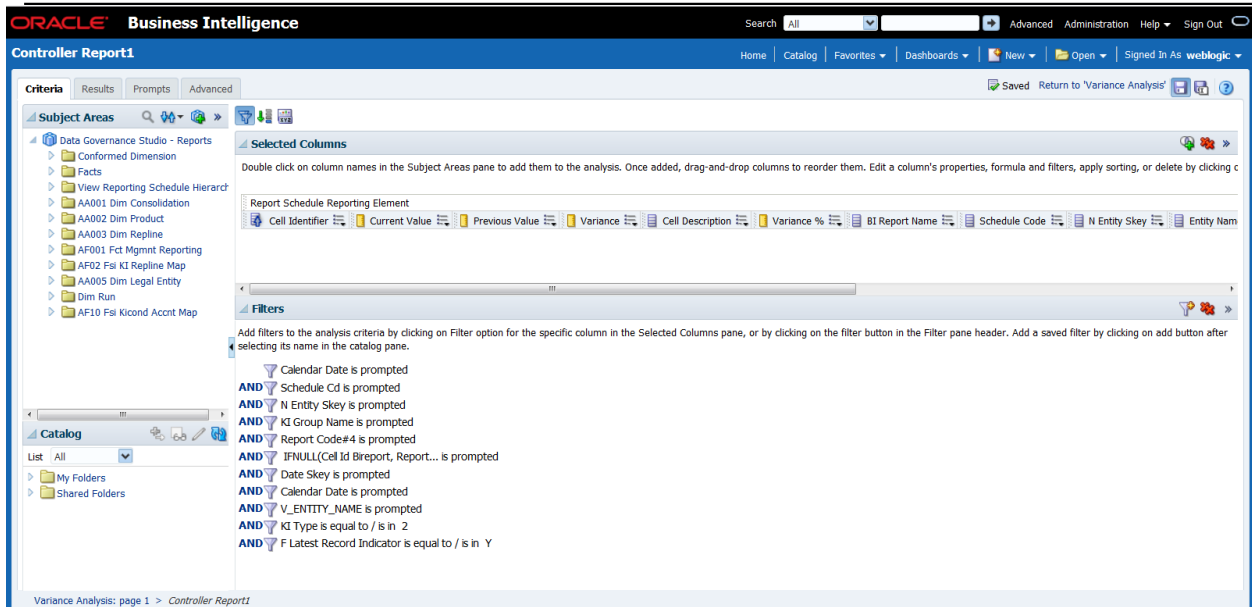 ORACLE Business Intelligence
Search All Advanced Administration Help Sign Out
Controller Report1
Home Catalog Favorites Dashboards New Open Signed In As weblogic
Criteria Results Prompts Advanced
Saved Return to 'Variance Analysis'
Subject Areas
Data Governance Studio - Reports
Conformed Dimension
Facts
View Reporting Schedule Hierarch
AA001 Dim Consolidation
AA002 Dim Product
AA003 Dim Repline
AF001 Fct Mgmnt Reporting
AF02 Fsi KI Repline Map
AA005 Dim Legal Entity
Dim Run
AF10 Fsi Kicond Accnt Map
Catalog
List All
My Folders
Shared Folders
Selected Columns
Double click on column names in the Subject Areas pane to add them to the analysis. Once added, drag-and-drop columns to reorder them. Edit a column's properties, formula and filters, apply sorting, or delete by clicking c
Report Schedule Reporting Element
Cell Identifier Current Value Previous Value Variance Cell Description Variance % BI Report Name Schedule Code N Entity Skey Entity Nam
Filters
Add filters to the analysis criteria by clicking on Filter option for the specific column in the Selected Columns pane, or by clicking on the filter button in the Filter pane header. Add a saved filter by clicking on add button after
selecting its name in the catalog pane.
Calendar Date is prompted
AND Schedule Cd is prompted
AND N Entity Skey is prompted
AND KI Group Name is prompted
AND Report Code#4 is prompted
AND IFNULL(Cell Id Bireport, Report... is prompted
AND Date Skey is prompted
AND Calendar Date is prompted
AND V_ENTITY_NAME is prompted
AND KI Type is equal to / is in 2
AND F Latest Record Indicator is equal to / is in Y
Variance Analysis: page 1 > Controller Report1